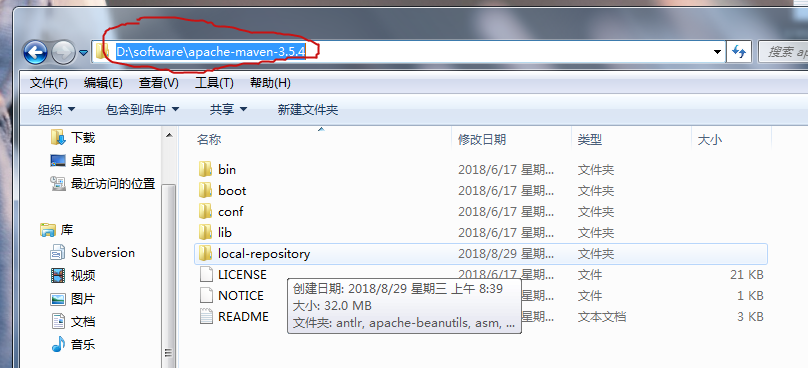 D:\software\apache-maven-3.5.4
搜索 ap
文件(F) 编辑(E) 查看(V) 工具(T) 帮助(H)
组织 包含到库中 共享 新建文件夹
下载
桌面
最近访问的位置
库
Subversion
视频
图片
文档
音乐
名称 修改日期 类型 大小
bin 2018/6/17 星期... 文件夹
boot 2018/6/17 星期... 文件夹
conf 2018/6/17 星期... 文件夹
lib 2018/6/17 星期... 文件夹
local-repository 2018/8/29 星期... 文件夹
LICENSE 2018/6/17 星期... 文件 21 KB
NOTICE 星期... 文件 1 KB
README 星期... 文本文档 3 KB
创建日期: 2018/8/29 星期三 上午 8:39
大小: 32.0 MB
文件夹: antlr, apache-beanutils, asm, ...